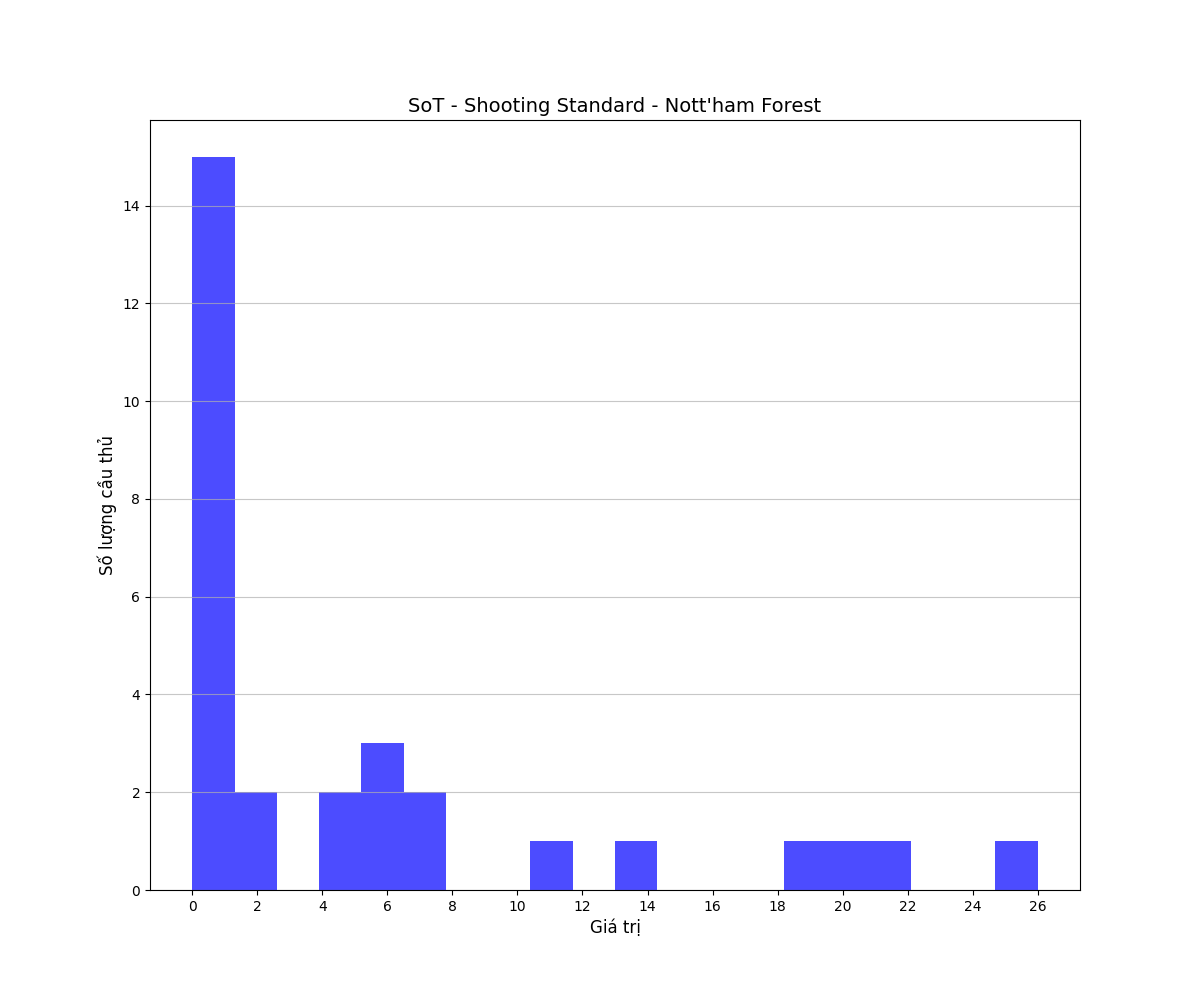 SoT - Shooting Standard - Nott'ham Forest
Số lượng cầu thủ
14
12
10
8
6
4
2
0
0 2 4 6 8 10 12 14 16 18 20 22 24 26
Giá trị